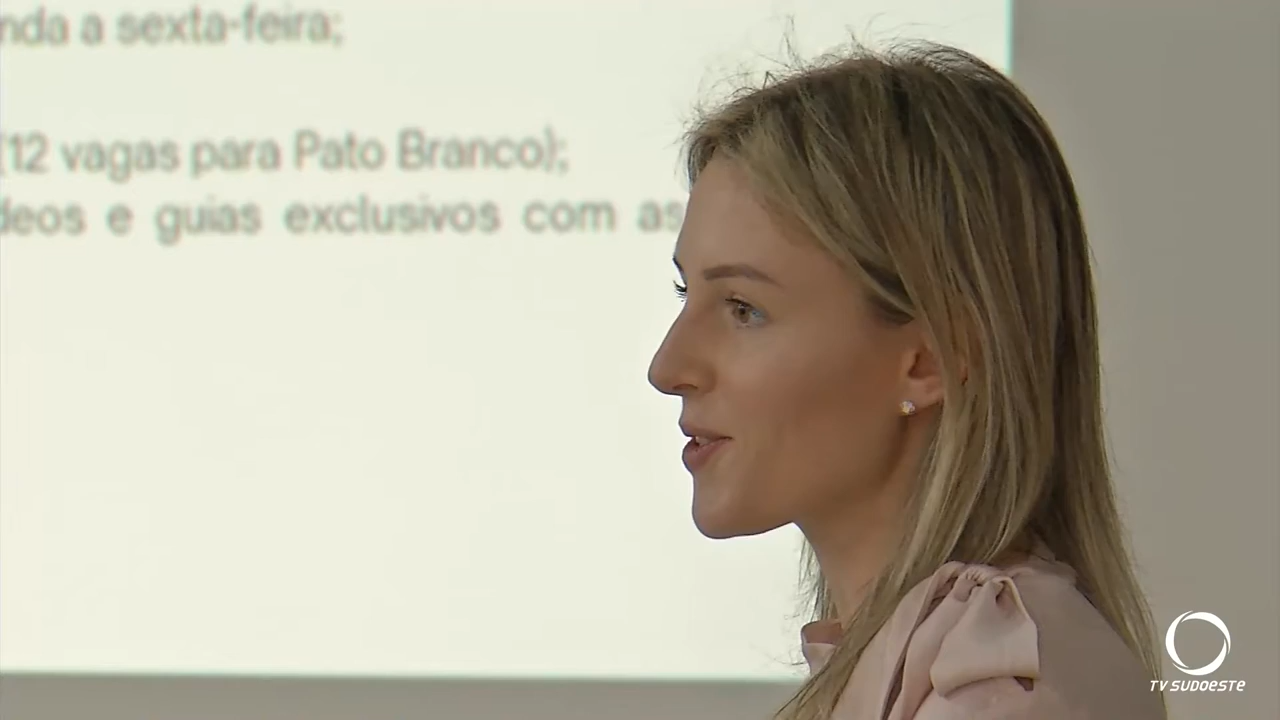 nda a sexta-feira;
(12 vagas para Pato Branco);
deos e guias exclusivos com as
TV SUDOESTE